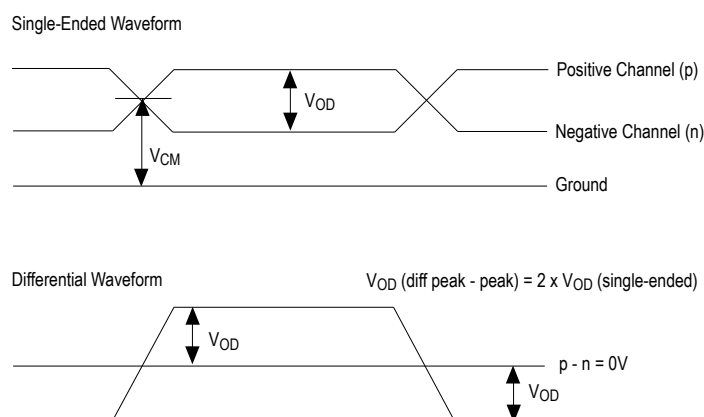 Single-Ended Waveform
Positive Channel (p)
VOD
Negative Channel (n)
VCM
Ground
Differential Waveform
VOD (diff peak - peak) = 2 x VOD (single-ended)
VOD
p - n = 0V
VOD